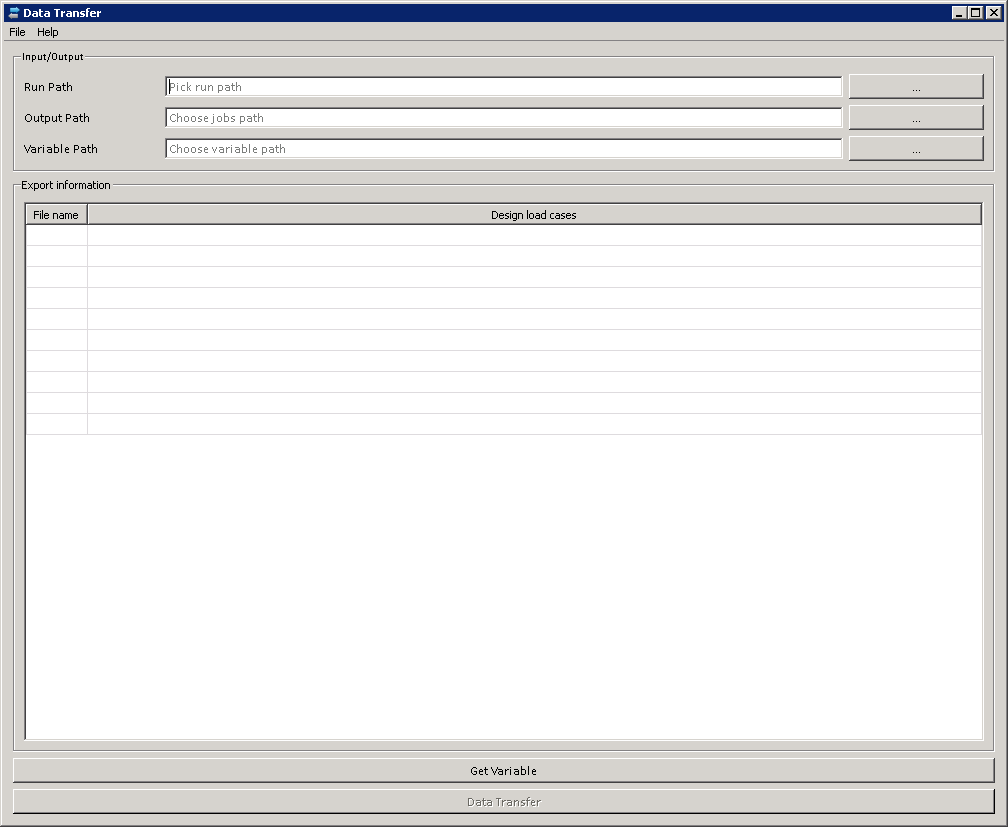 Data Transfer
File Help
Input/Output
Run Path Pick run path ...
Output Path Choose jobs path ...
Variable Path Choose variable path ...
Export information
File name Design load cases
Get Variable
Data Transfer